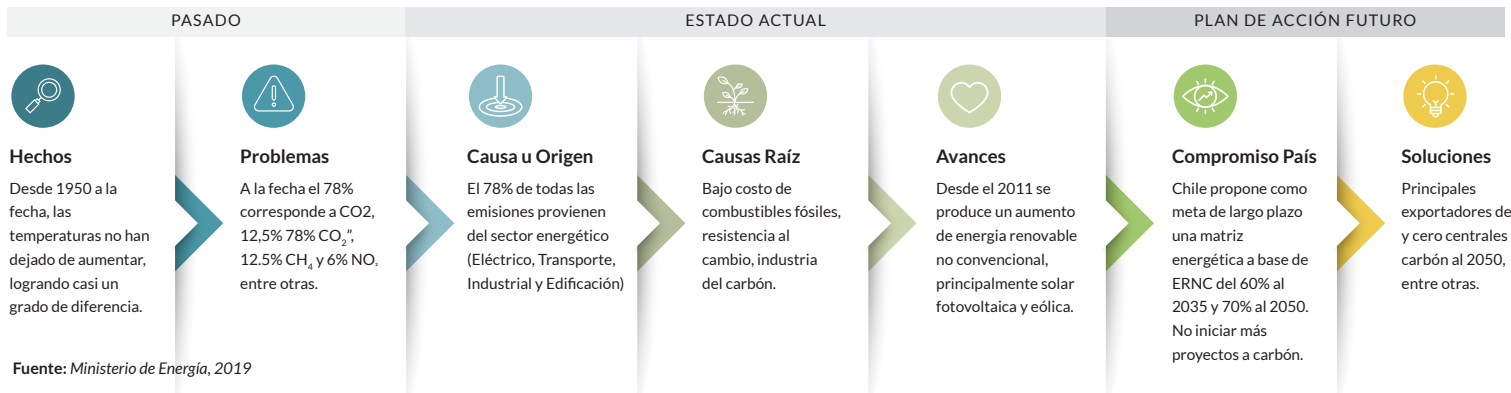 PASADO
ESTADO ACTUAL
PLAN DE ACCIÓN FUTURO
Hechos
Desde 1950 a la
fecha, las
temperaturas no han
dejado de aumentar,
logrando casi un
grado de diferencia.
Problemas
A la fecha el 78%
corresponde a CO2,
12,5% 78% CO₂”,
12.5% CH₄ y 6% NO₂
entre otras.
Causa u Origen
El 78% de todas las
emisiones provienen
del sector energético
(Eléctrico, Transporte,
Industrial y Edificación)
Causas Raíz
Bajo costo de
combustibles fósiles,
resistencia al
cambio, industria
del carbón.
Avances
Desde el 2011 se
produce un aumento
de energía renovable
no convencional,
principalmente solar
fotovoltaica y eólica.
Compromiso País
Chile propone como
meta de largo plazo
una matriz
energética a base de
ERNC del 60% al
2035 y 70% al 2050.
No iniciar más
proyectos a carbón.
Soluciones
Principales
exportadores de
y cero centrales
carbón al 2050,
entre otras.
Fuente: Ministerio de Energía, 2019